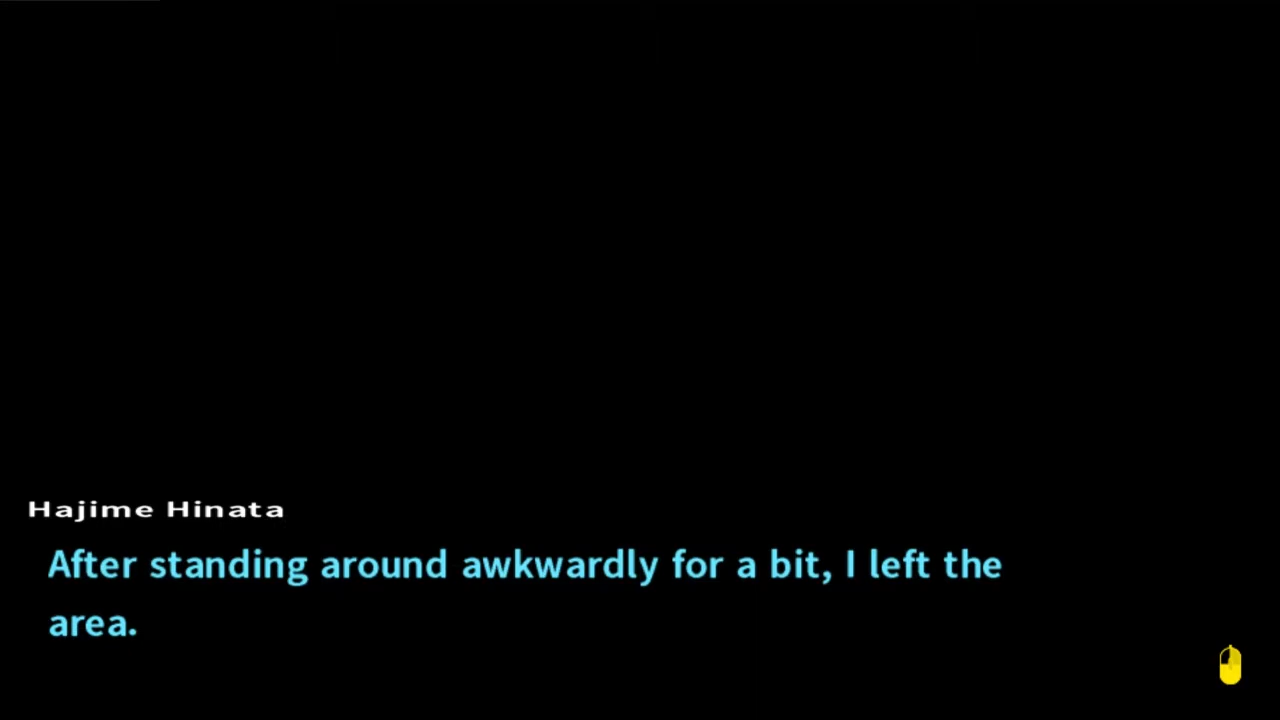 Hajime Hinata
After standing around awkwardly for a bit, I left the
area.